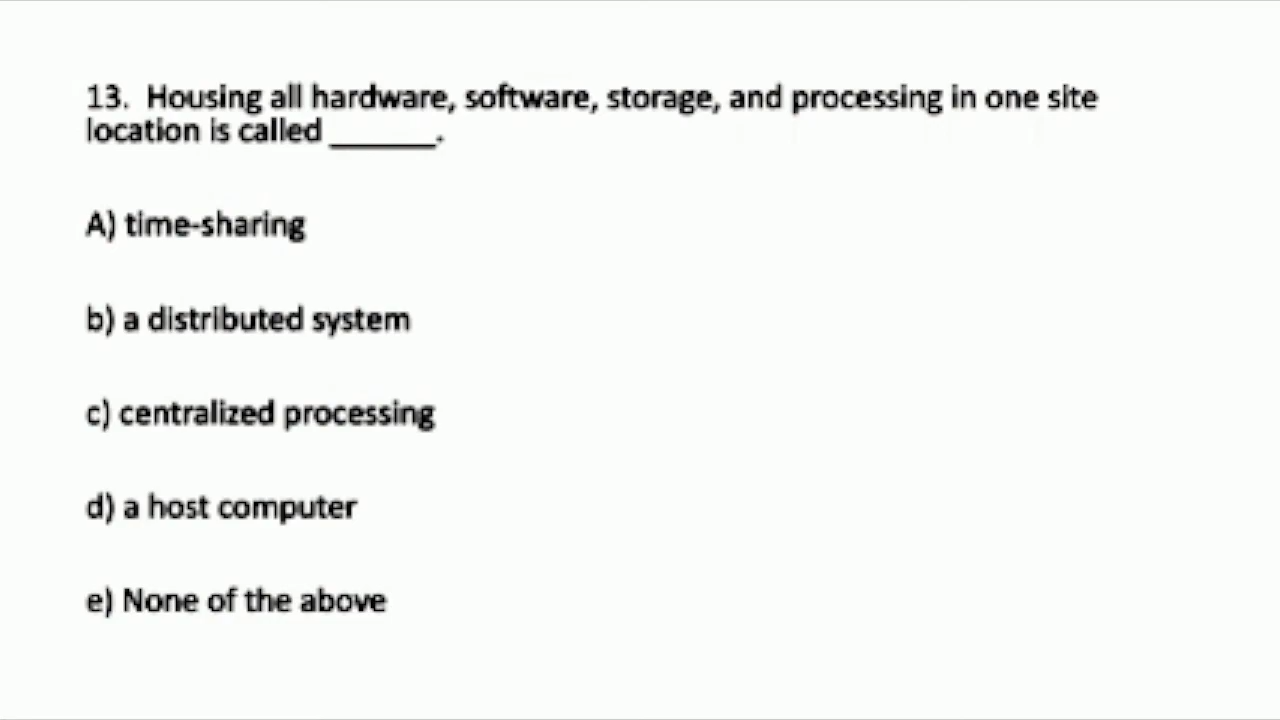 13. Housing all hardware, software, storage, and processing in one site
location is called ______.
A) time-sharing
b) a distributed system
c) centralized processing
d) a host computer
e) None of the above